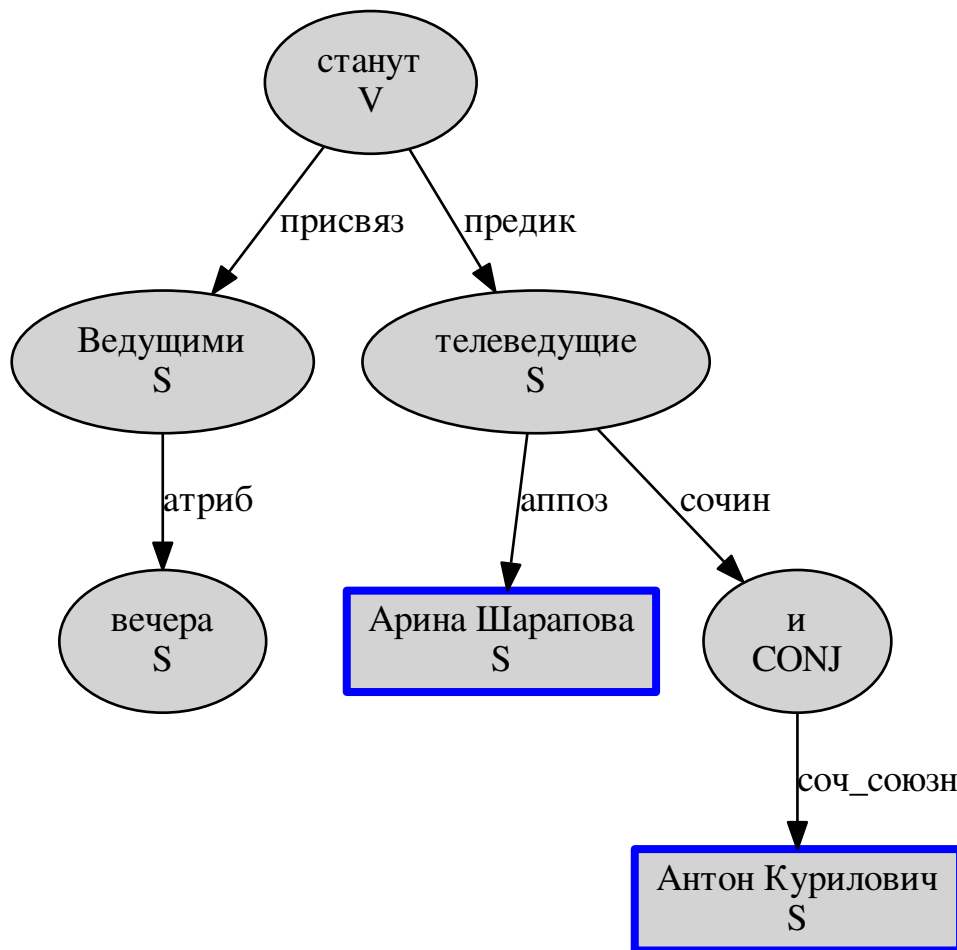 станут
V
присвяз
предик
Ведущими
S
телеведущие
S
атриб
аппоз
сочин
вечера
S
Арина Шарапова
S
и
CONJ
соч_союзн
Антон Курилович
S